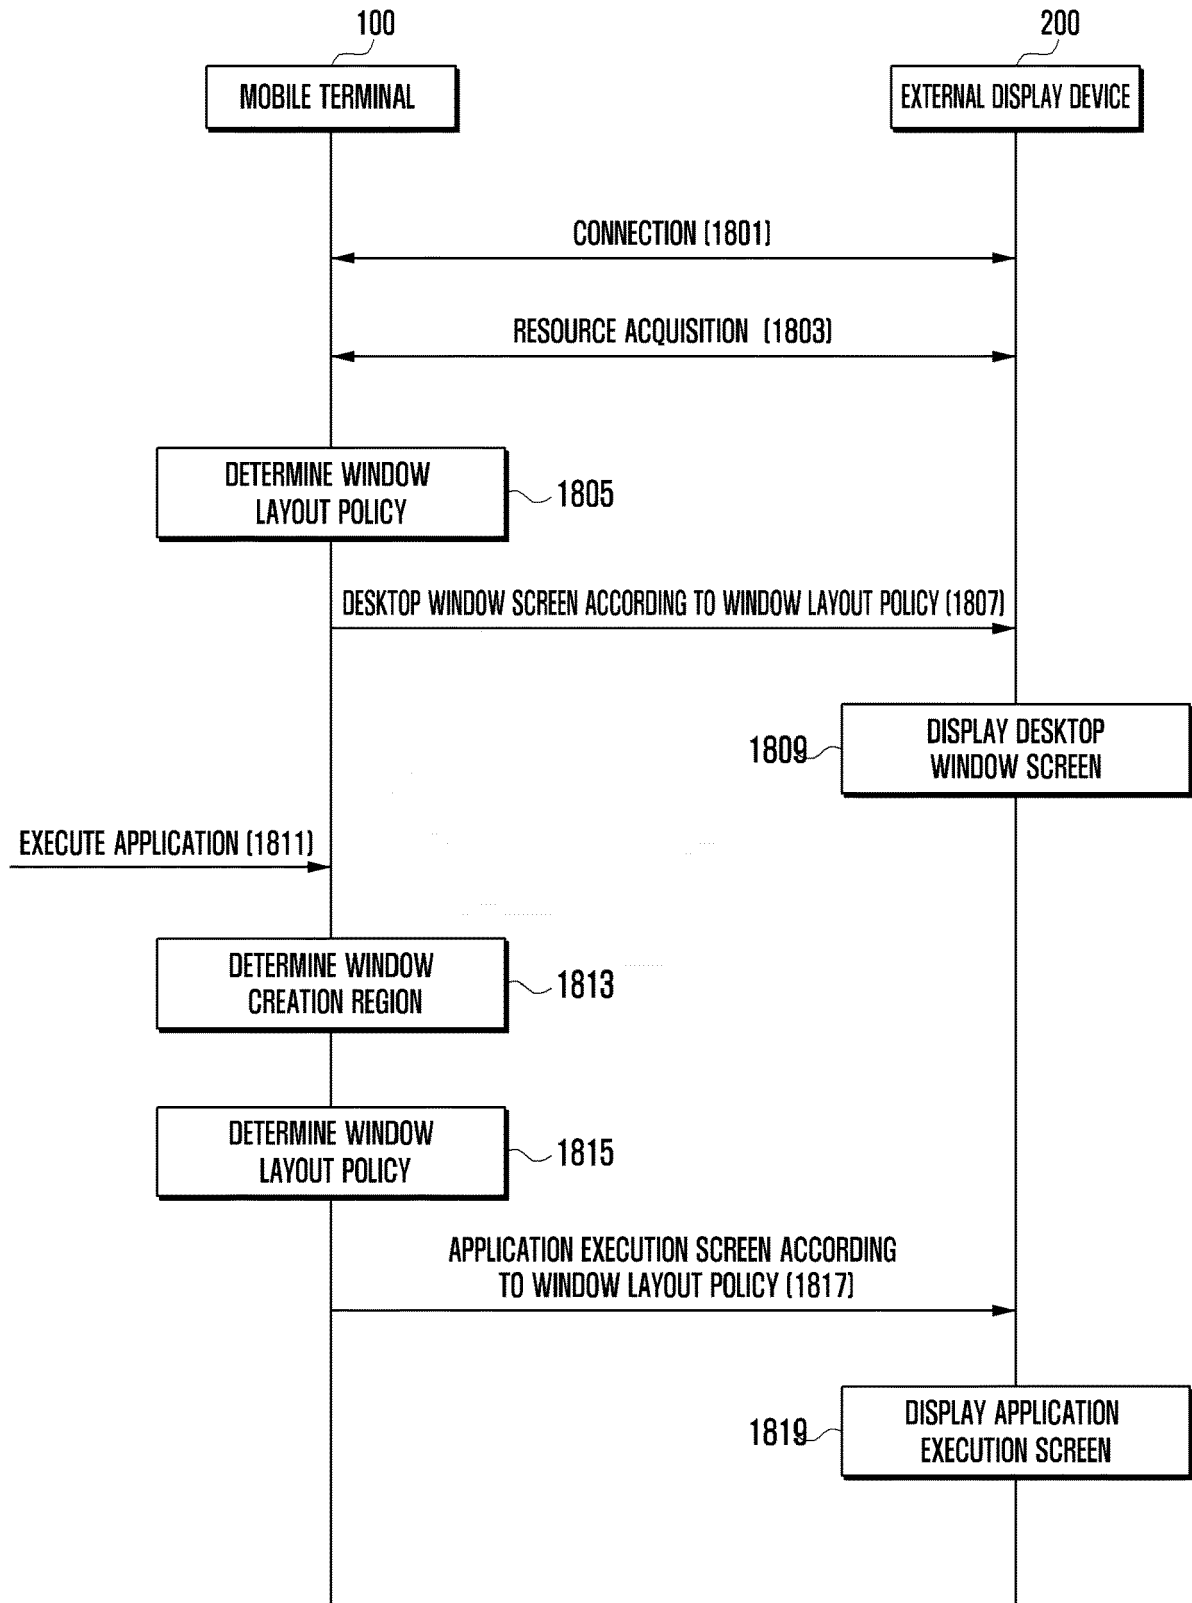 100
200
MOBILE TERMINAL
EXTERNAL DISPLAY DEVICE
CONNECTION (1801)
RESOURCE ACQUISITION (1803)
DETERMINE WINDOW
LAYOUT POLICY
1805
DESKTOP WINDOW SCREEN ACCORDING TO WINDOW LAYOUT POLICY (1807)
DISPLAY DESKTOP
WINDOW SCREEN
1809
EXECUTE APPLICATION (1811)
DETERMINE WINDOW
CREATION REGION
1813
DETERMINE WINDOW
LAYOUT POLICY
1815
APPLICATION EXECUTION SCREEN ACCORDING
TO WINDOW LAYOUT POLICY (1817)
DISPLAY APPLICATION
EXECUTION SCREEN
1819